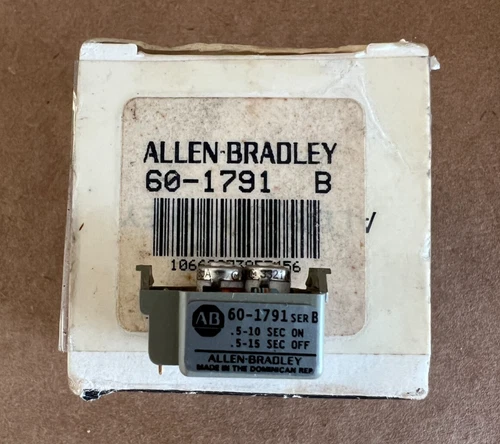 ALLEN-BRADLEY
60-1791 B
AB
60-1791 SER B
.5-10 SEC ON
.5-15 SEC OFF
ALLEN-BRADLEY
MADE IN THE DOMINICAN REP.